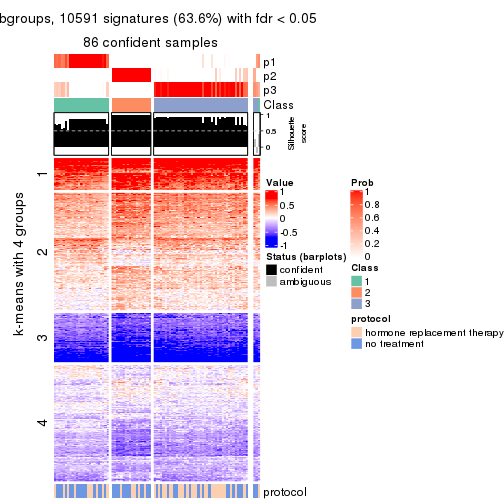 bgroups, 10591 signatures (63.6%) with fdr < 0.05
86 confident samples
p1
p2
p3
Class
1
0.5
0
Silhouette
score
k-means with 4 groups
1
2
3
4
protocol
Value
1
0.5
0
-0.5
-1
Status (barplots)
confident
ambiguous
Prob
1
0.8
0.6
0.4
0.2
0
Class
1
2
3
protocol
hormone replacement therapy
no treatment